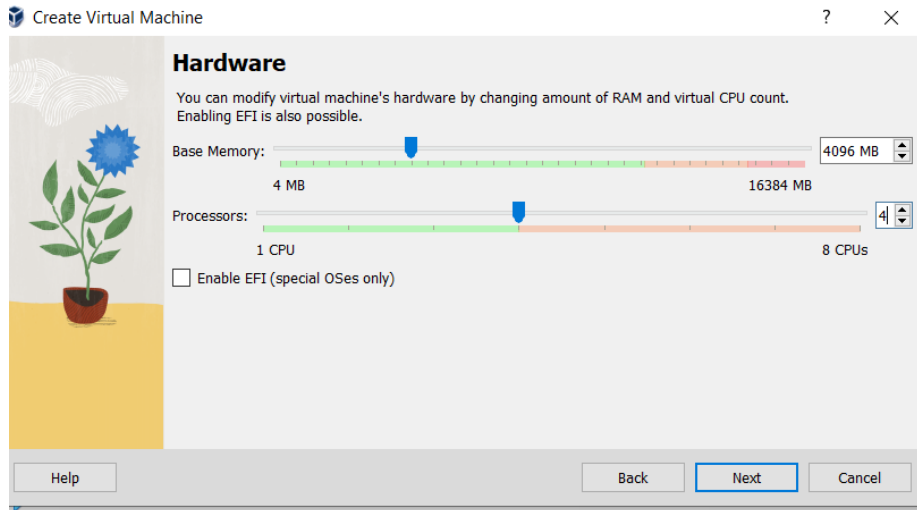 Create Virtual Machine
?
Hardware
You can modify virtual machine's hardware by changing amount of RAM and virtual CPU count.
Enabling EFI is also possible.
Base Memory: 4096 MB
4 MB 16384 MB
Processors: 4
1 CPU 8 CPUs
Enable EFI (special OSes only)
Help Back Next Cancel